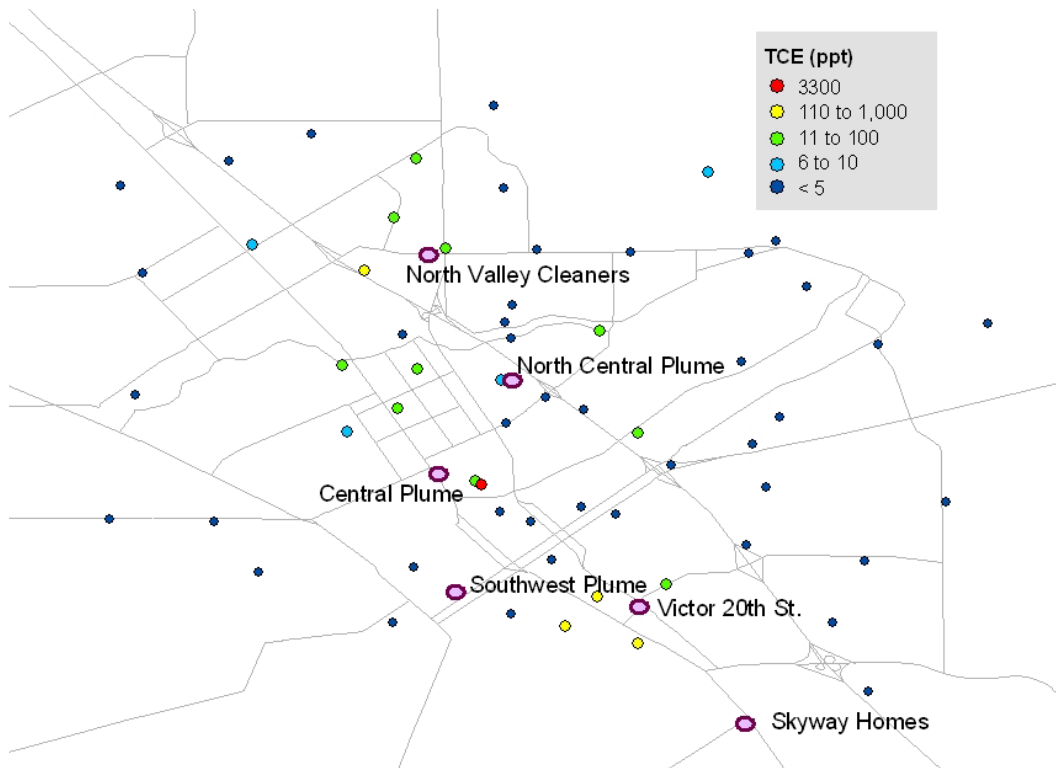 TCE (ppt)
3300
110 to 1,000
11 to 100
6 to 10
< 5
North Valley Cleaners
North Central Plume
Central Plume
Southwest Plume
Victor 20th St.
Skyway Homes